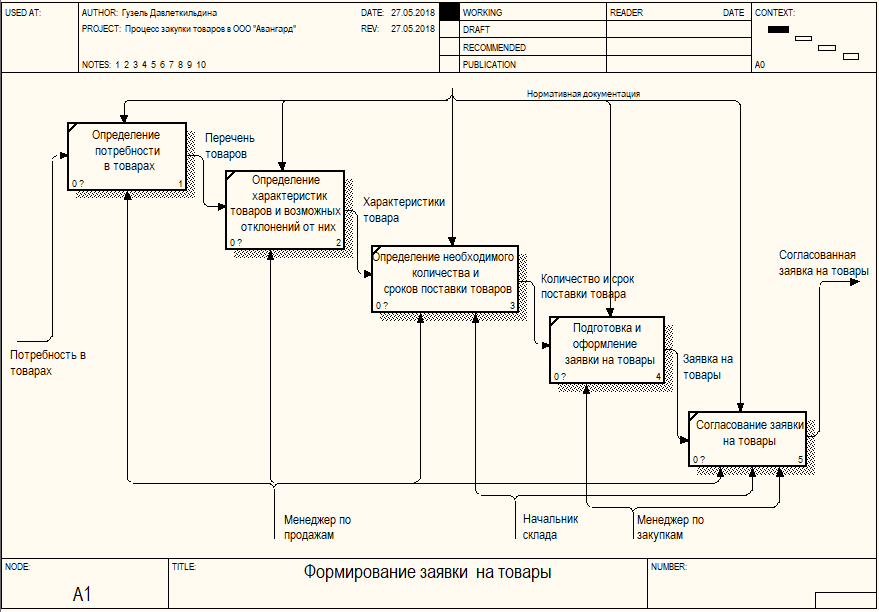 USED AT:
AUTHOR: Гузель Давлеткильдина
DATE: 27.05.2018
PROJECT: Процесс закупки товаров в ООО "Авангард"
REV: 27.05.2018
NOTES: 1 2 3 4 5 6 7 8 9 10
WORKING
DRAFT
RECOMMENDED
PUBLICATION
READER
DATE
CONTEXT:
A0
Нормативная документация
Определение
потребности
в товарах
0 ?
1
Перечень
товаров
Определение
характеристик
товаров и возможных
отклонений от них
0 ?
2
Характеристики
товара
Определение необходимого
количества и
сроков поставки товаров
0 ?
3
Количество и срок
поставки товара
Подготовка и
оформление
заявки на товары
0 ?
4
Заявка на
товары
Согласование заявки
на товары
0 ?
5
Согласованная
заявка на товары
Потребность в
товарах
Менеджер по
продажам
Начальник
склада
Менеджер по
закупкам
NODE:
A1
TITLE:
Формирование заявки на товары
NUMBER: